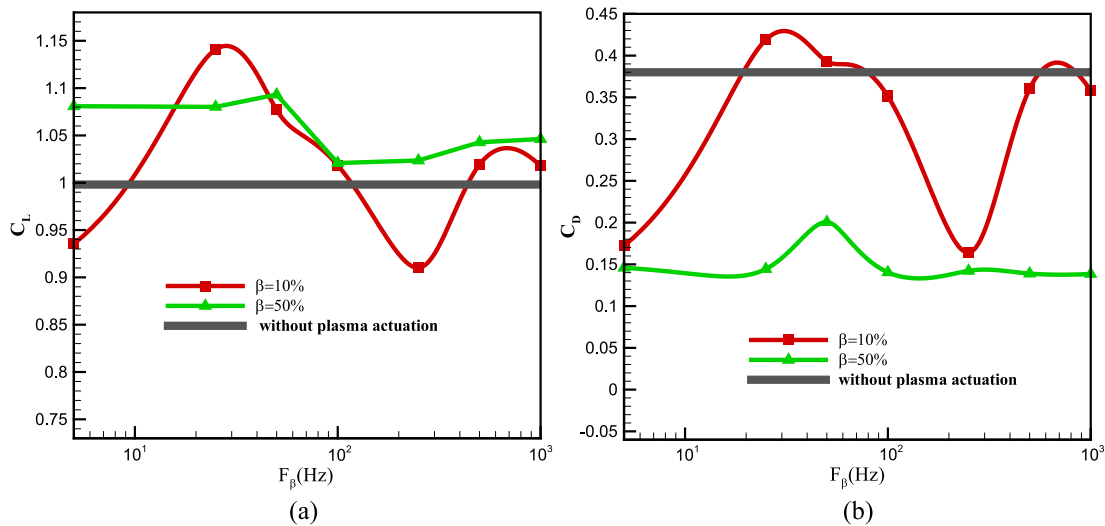 1.15
1.1
1.05
1
0.95
0.9
0.85
0.8
0.75
C_L
β=10%
β=50%
without plasma actuation
10^1
10^2
10^3
F_β(Hz)
(a)
0.45
0.4
0.35
0.3
0.25
0.2
0.15
0.1
0.05
0
-0.05
C_D
β=10%
β=50%
without plasma actuation
10^1
10^2
10^3
F_β(Hz)
(b)